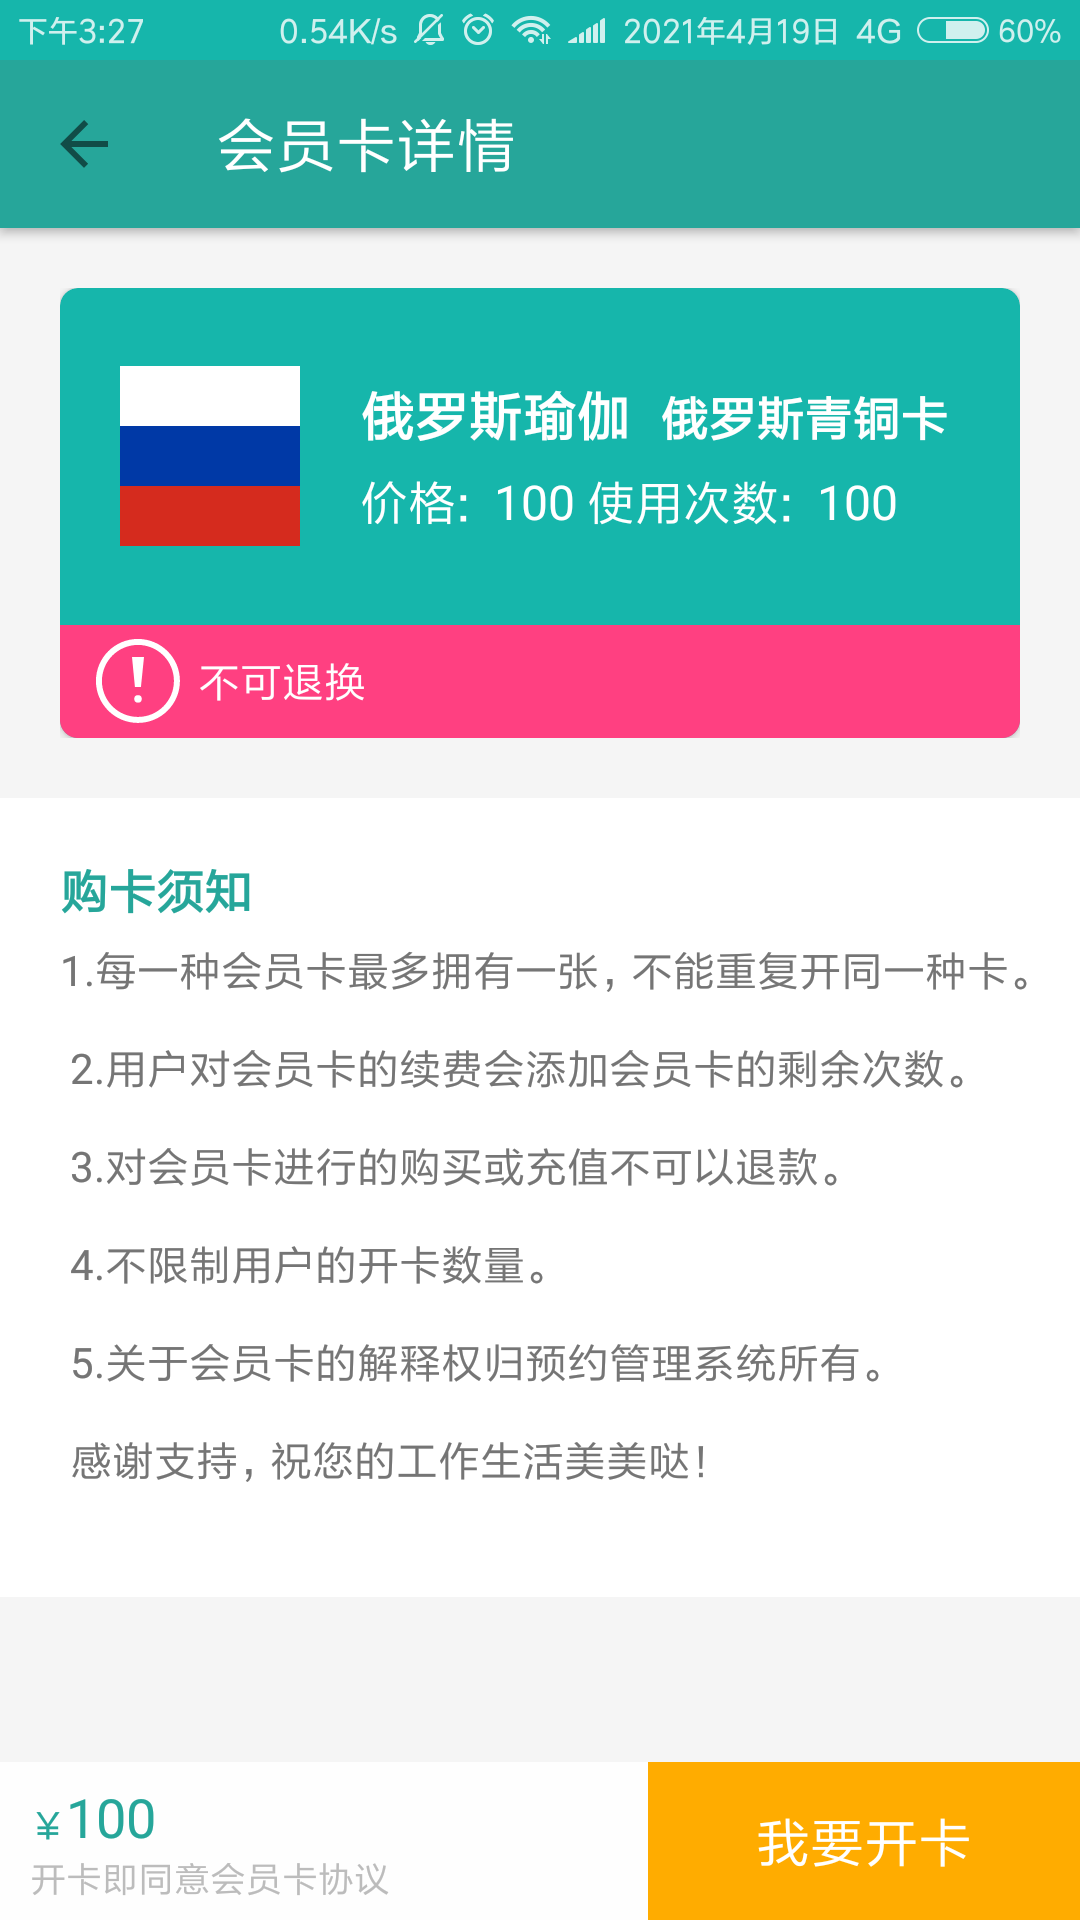 下午3:27 0.54K/s 2021年4月19日 4G 60%
会员卡详情
俄罗斯瑜伽 俄罗斯青铜卡
价格: 100 使用次数: 100
不可退换
购卡须知
1.每一种会员卡最多拥有一张, 不能重复开同一种卡。
2.用户对会员卡的续费会添加会员卡的剩余次数。
3.对会员卡进行的购买或充值不可以退款。
4.不限制用户的开卡数量。
5.关于会员卡的解释权归预约管理系统所有。
感谢支持, 祝您的工作生活美美哒!
¥100
开卡即同意会员卡协议
我要开卡